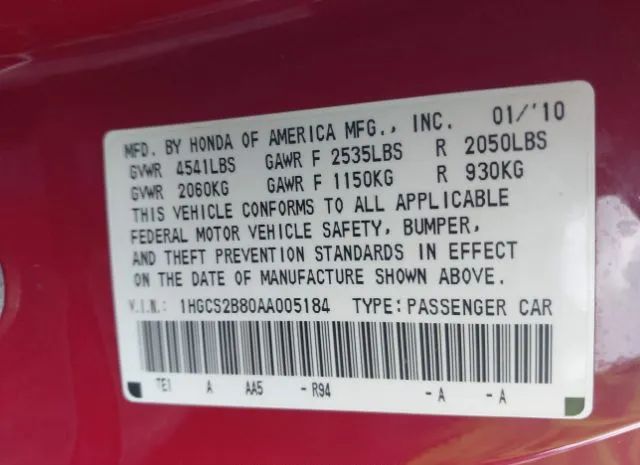 MFD. BY HONDA OF AMERICA MFG., INC. 01/'10
GVWR 4541LBS GAWR F 2535LBS R 2050LBS
GVWR 2060KG GAWR F 1150KG R 930KG
THIS VEHICLE CONFORMS TO ALL APPLICABLE
FEDERAL MOTOR VEHICLE SAFETY, BUMPER,
AND THEFT PREVENTION STANDARDS IN EFFECT
ON THE DATE OF MANUFACTURE SHOWN ABOVE.
V.I.N.: 1HGCS2B80AA005184 TYPE:PASSENGER CAR
TE1 A AA5 -R94 -A -A